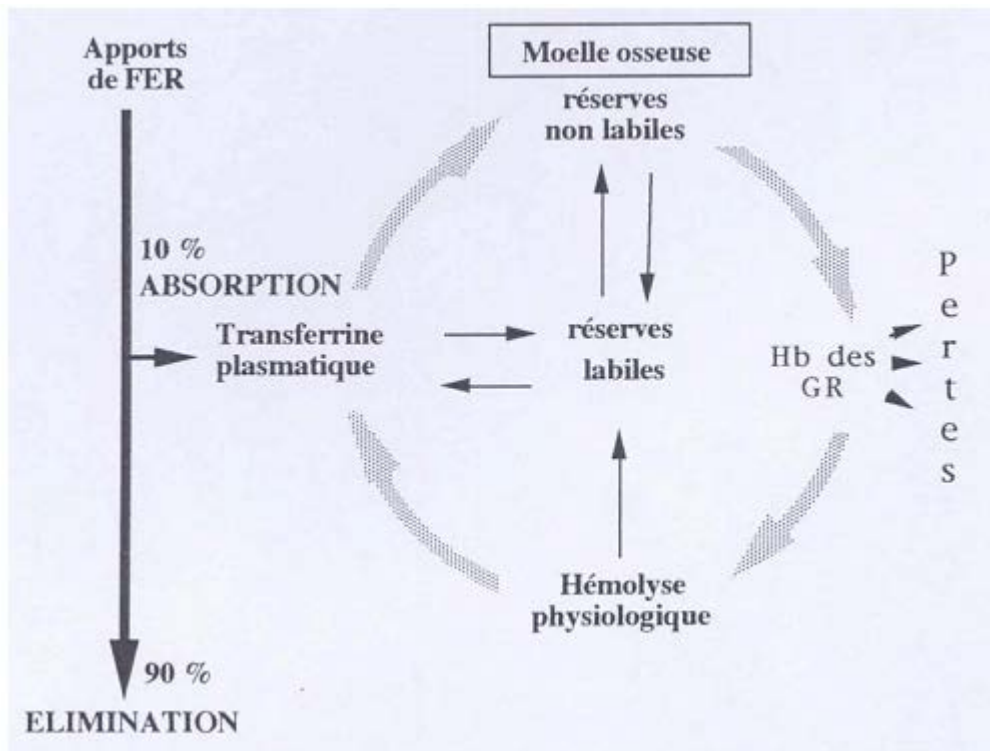 Apports
de FER
Moelle osseuse
réserves
non labiles
10 %
ABSORPTION
Transferrine
plasmatique
réserves
labiles
Hb des
GR
Pertes
Hémolyse
physiologique
90 %
ELIMINATION